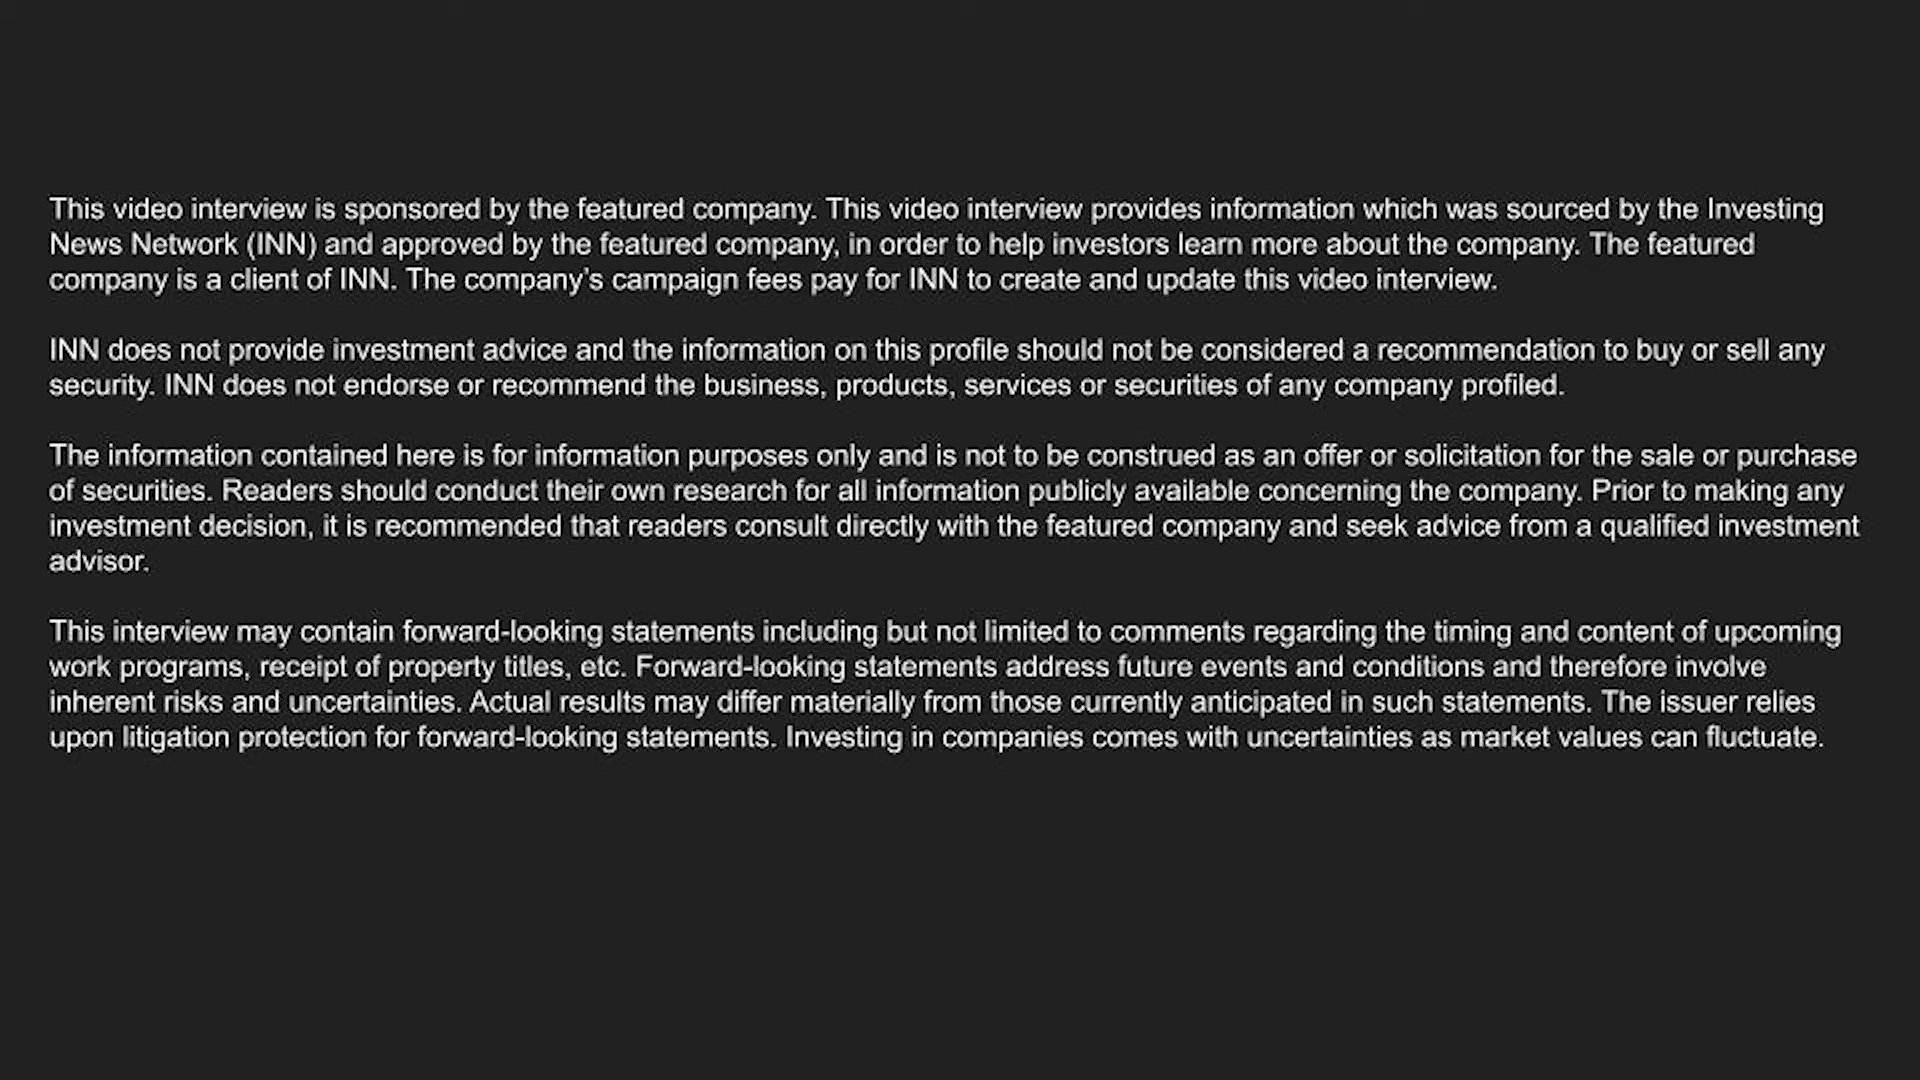 This video interview is sponsored by the featured company. This video interview provides information which was sourced by the Investing
News Network (INN) and approved by the featured company, in order to help investors learn more about the company. The featured
company is a client of INN. The company’s campaign fees pay for INN to create and update this video interview.
INN does not provide investment advice and the information on this profile should not be considered a recommendation to buy or sell any
security. INN does not endorse or recommend the business, products, services or securities of any company profiled.
The information contained here is for information purposes only and is not to be construed as an offer or solicitation for the sale or purchase
of securities. Readers should conduct their own research for all information publicly available concerning the company. Prior to making any
investment decision, it is recommended that readers consult directly with the featured company and seek advice from a qualified investment
advisor.
This interview may contain forward-looking statements including but not limited to comments regarding the timing and content of upcoming
work programs, receipt of property titles, etc. Forward-looking statements address future events and conditions and therefore involve
inherent risks and uncertainties. Actual results may differ materially from those currently anticipated in such statements. The issuer relies
upon litigation protection for forward-looking statements. Investing in companies comes with uncertainties as market values can fluctuate.